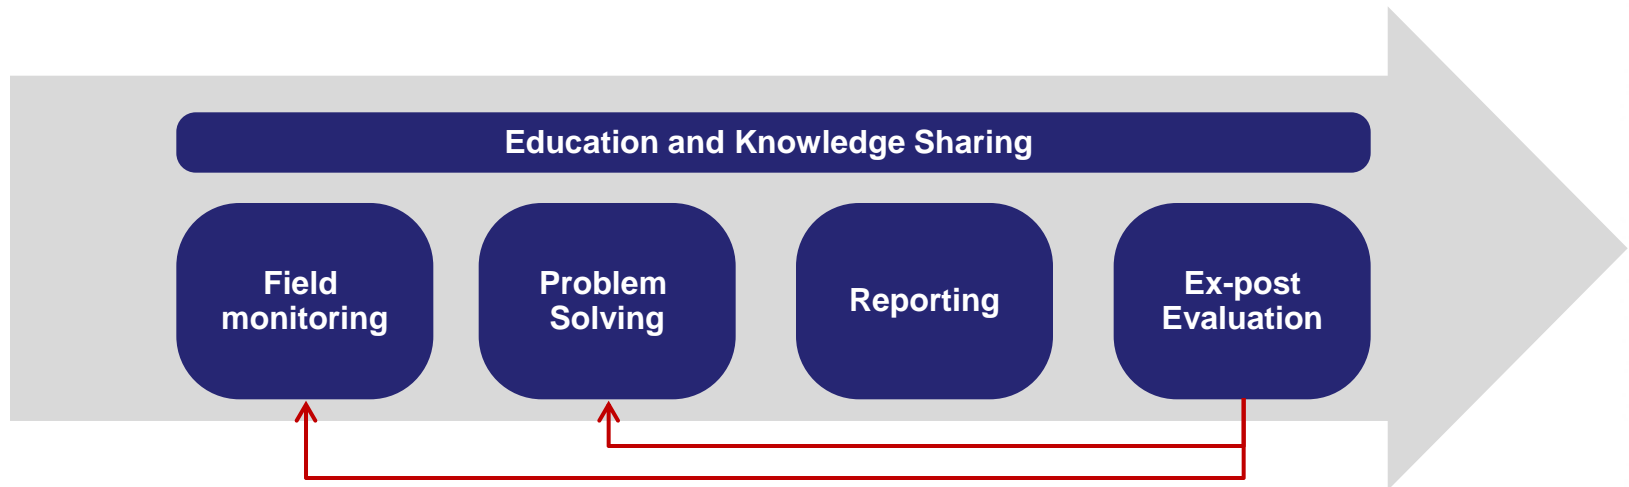 Education and Knowledge Sharing
Field
monitoring
Problem
Solving
Reporting
Ex-post
Evaluation